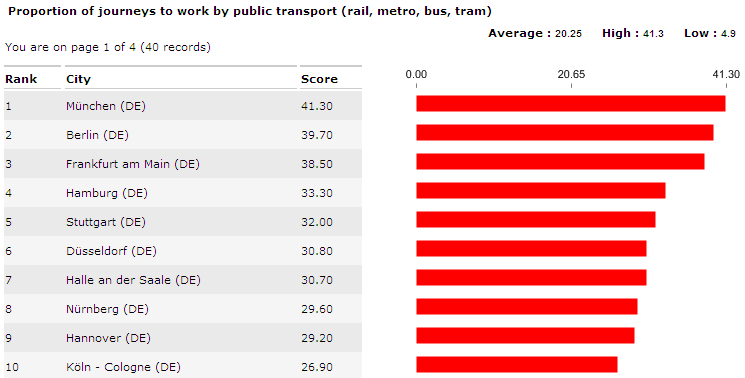 Proportion of journeys to work by public transport (rail, metro, bus, tram)
Average : 20.25 High : 41.3 Low : 4.9
You are on page 1 of 4 (40 records)
Rank City Score
0.00 20.65 41.30
1 München (DE) 41.30
2 Berlin (DE) 39.70
3 Frankfurt am Main (DE) 38.50
4 Hamburg (DE) 33.30
5 Stuttgart (DE) 32.00
6 Düsseldorf (DE) 30.80
7 Halle an der Saale (DE) 30.70
8 Nürnberg (DE) 29.60
9 Hannover (DE) 29.20
10 Köln - Cologne (DE) 26.90